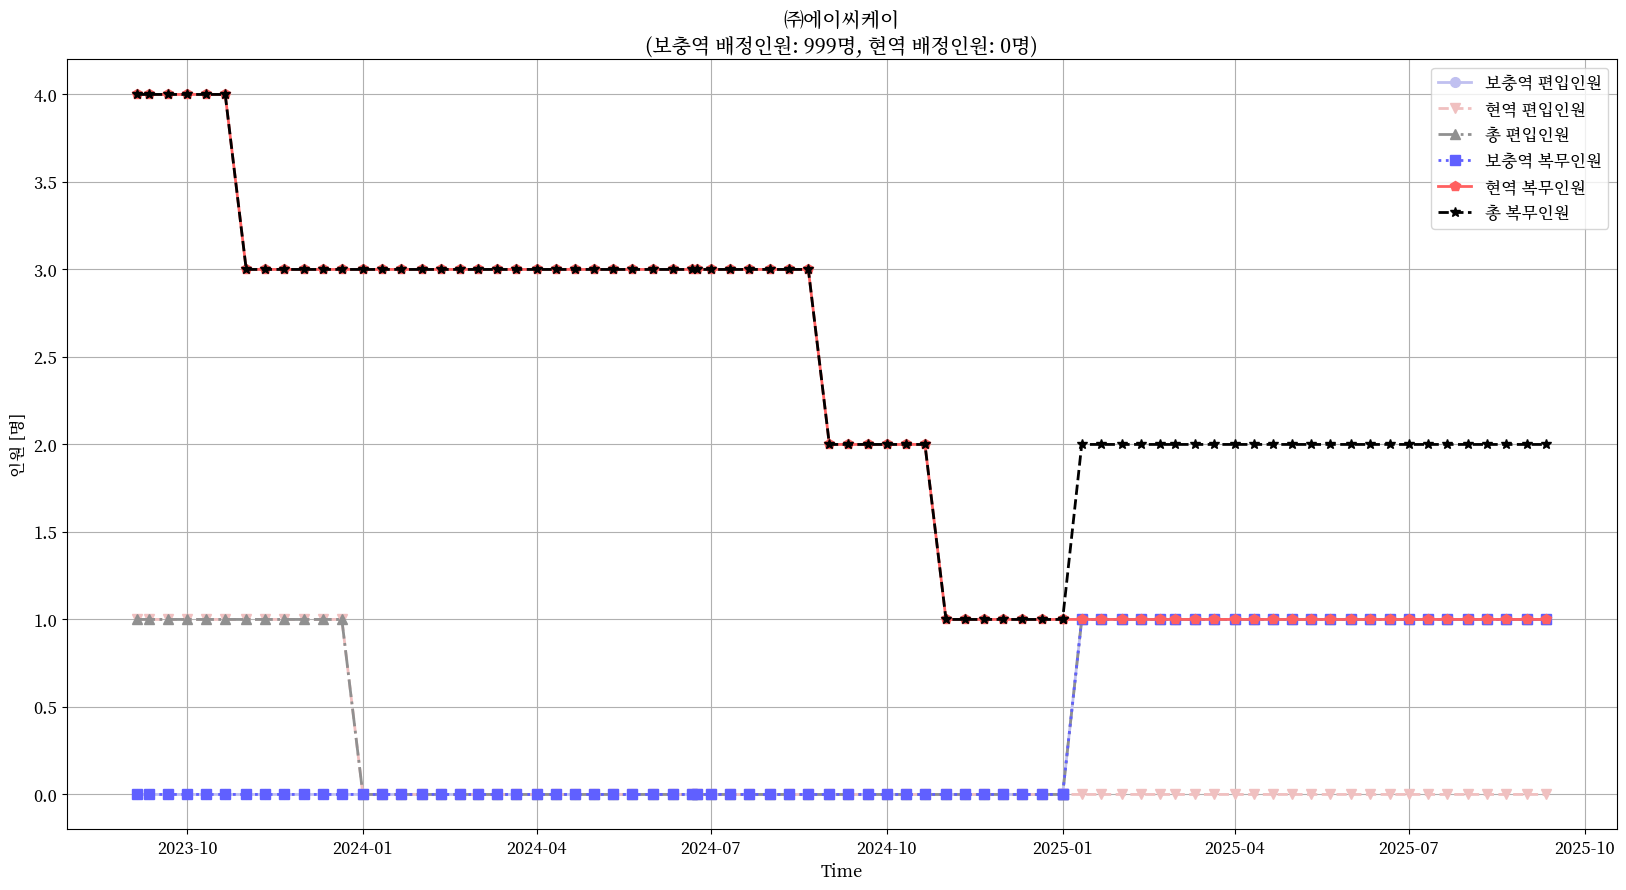 ㈜에이씨케이
(보충역 배정인원: 999명, 현역 배정인원: 0명)
보충역 편입인원
현역 편입인원
총 편입인원
보충역 복무인원
현역 복무인원
총 복무인원
4.0
3.5
3.0
2.5
2.0
1.5
1.0
0.5
0.0
인원 [명]
2023-10
2024-01
2024-04
2024-07
2024-10
2025-01
2025-04
2025-07
2025-10
Time